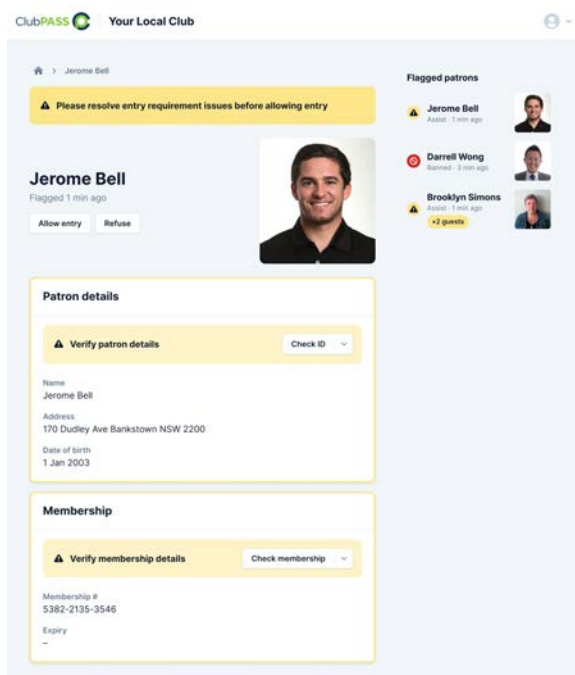 ClubPASS Your Local Club
Jerome Bell
Please resolve entry requirement issues before allowing entry
Jerome Bell
Flagged 1 min ago
Allow entry Refuse
Patron details
Verify patron details Check ID
Name
Jerome Bell
Address
170 Dudley Ave Bankstown NSW 2200
Date of birth
1 Jan 2003
Membership
Verify membership details Check membership
Membership #
5382-2135-3546
Expiry
–
Flagged patrons
Jerome Bell
Assist · 1 min ago
Darrell Wong
Banned · 3 min ago
Brooklyn Simons
Assist · 1 min ago
+2 guests